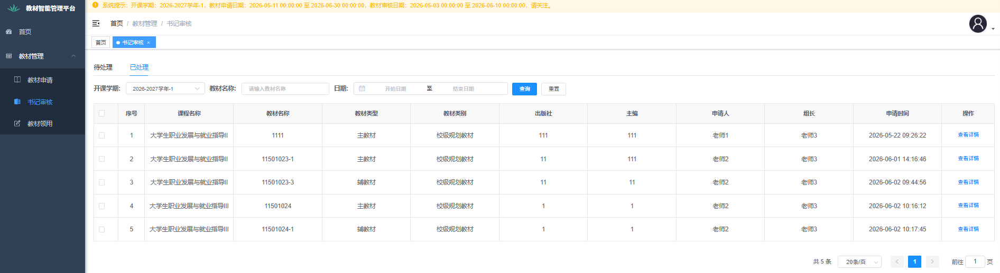 教材智能管理平台
系统提示：开课学期：2026-2027学年-1，教材申请日期：2026-05-11 00:00:00 至 2026-06-30 00:00:00，教材审核日期：2026-05-03 00:00:00 至 2026-06-10 00:00:00，请关注。
首页
教材管理
教材申请
书记审核
教材领用
首页 / 教材管理 / 书记审核
首页 书记审核 ×
待处理 已处理
开课学期: 2026-2027学年-1 教材名称: 请输入教材名称 日期: 开始日期 至 结束日期 查询 重置
序号 课程名称 教材名称 教材类型 教材类别 出版社 主编 申请人 组长 申请时间 操作
1 大学生职业发展与就业指导II 1111 主教材 校级规划教材 111 111 老师1 老师3 2026-05-22 09:26:22 查看详情
2 大学生职业发展与就业指导II 11501023-1 主教材 校级规划教材 11 111 老师2 老师3 2026-06-01 14:16:46 查看详情
3 大学生职业发展与就业指导II 11501023-3 辅教材 校级规划教材 11 11 老师2 老师3 2026-06-02 09:44:56 查看详情
4 大学生职业发展与就业指导III 11501024 主教材 校级规划教材 1 1 老师2 老师3 2026-06-02 10:16:12 查看详情
5 大学生职业发展与就业指导III 11501024-1 辅教材 校级规划教材 1 1 老师2 老师3 2026-06-02 10:17:45 查看详情
共 5 条 20条/页 1 前往 1 页